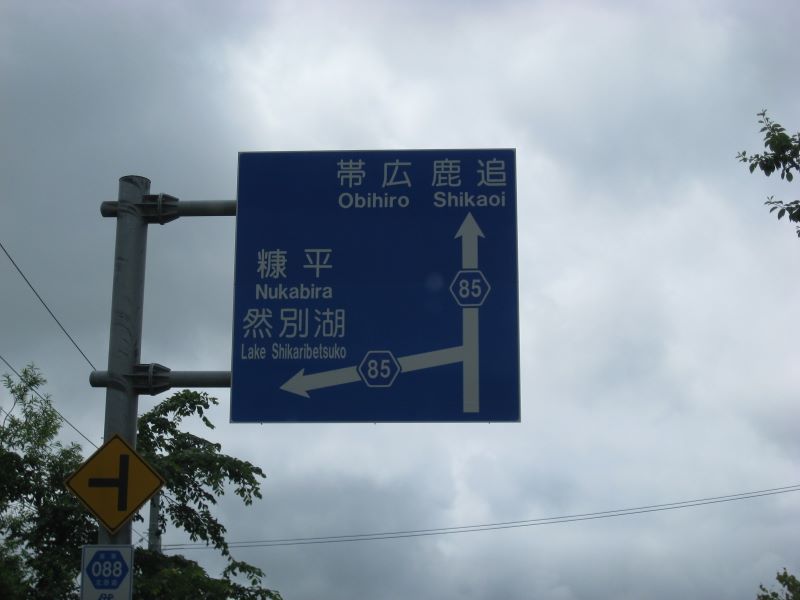 帯広 鹿追
Obihiro Shikaoi
糠平
Nukabira
85
然別湖
Lake Shikaribetsuko
85
088